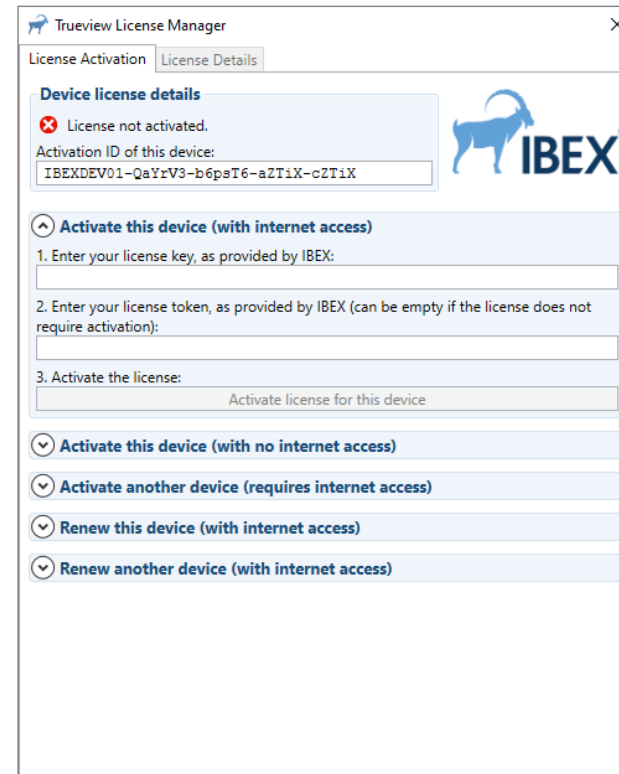 Trueview License Manager
License Activation
License Details
Device license details
License not activated.
IBEX
Activation ID of this device:
IBEXDEV01-QaYrV3-b6psT6-aZTiX-cZTiX
Activate this device (with internet access)
1. Enter your license key, as provided by IBEX:
2. Enter your license token, as provided by IBEX (can be empty if the license does not
require activation):
3. Activate the license:
Activate license for this device
Activate this device (with no internet access)
Activate another device (requires internet access)
Renew this device (with internet access)
Renew another device (with internet access)